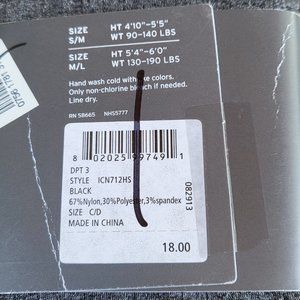 SIZE HT 4'10"-5'5"
S/M WT 90-140 LBS
SIZE HT 5'4"-6'0"
M/L WT 130-190 LBS
Hand wash cold with like colors.
Only non-chlorine bleach if needed.
Line dry.
RN 58665 NHS5777
8 02025 99749 1
DPT 3
STYLE ICN712HS
BLACK
67%Nylon,30%Polyester,3%spandex
SIZE C/D
MADE IN CHINA
082913
18.00